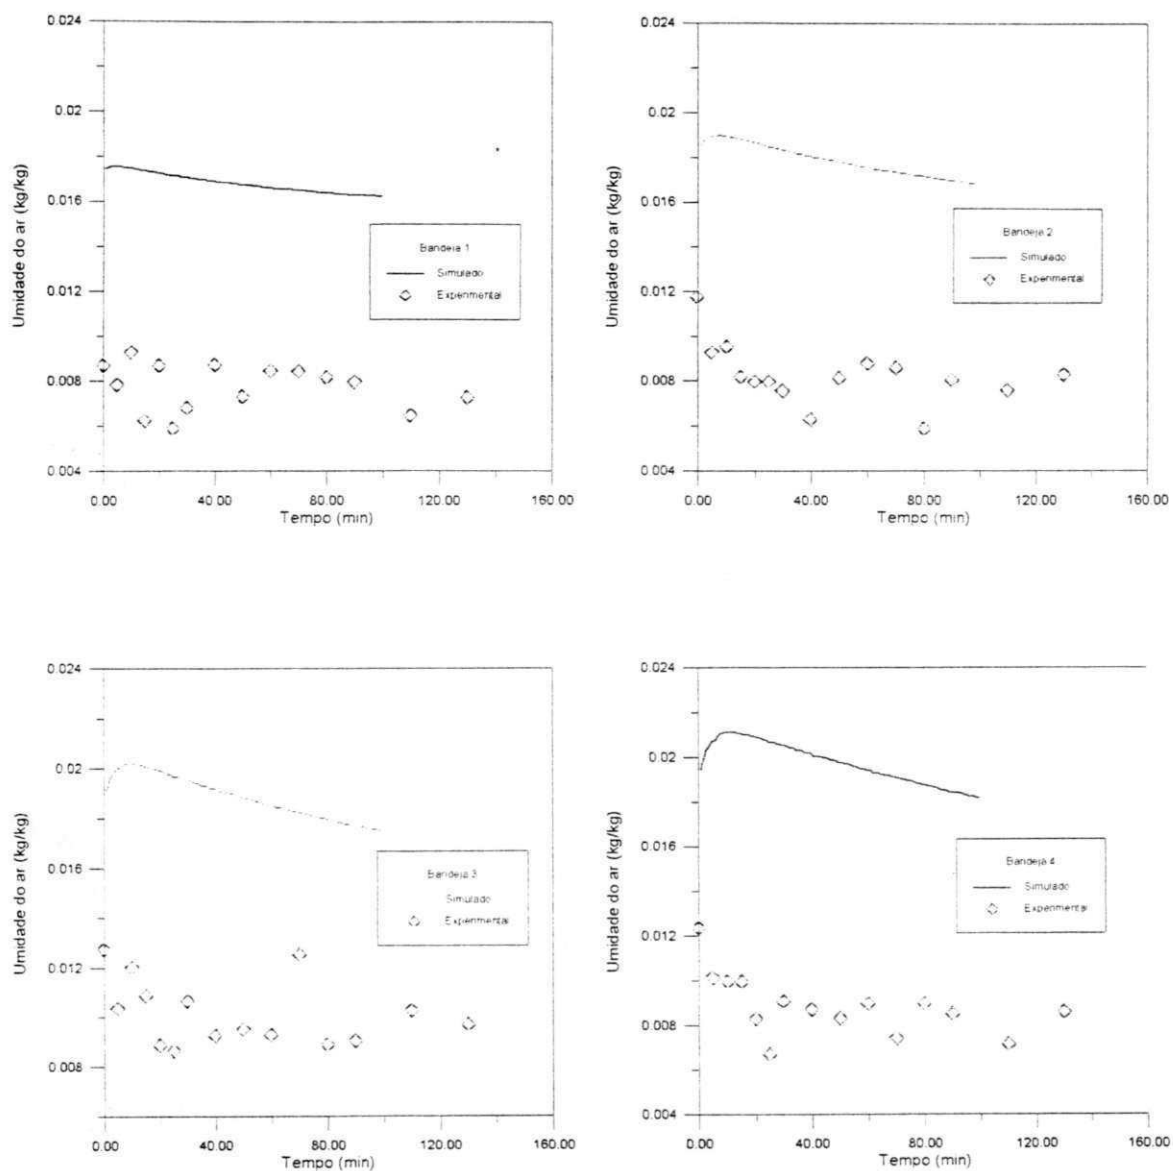 Umidade do ar (kg/kg)
0.024
0.02
0.016
0.012
0.008
0.004
Bandeja 1
Simulado
Experimental
0.00
40.00
80.00
120.00
160.00
Tempo (min)
Umidade do ar (kg/kg)
0.024
0.02
0.016
0.012
0.008
0.004
Bandeja 2
Simulado
Experimental
0.00
40.00
80.00
120.00
160.00
Tempo (min)
Umidade do ar (kg/kg)
0.024
0.02
0.016
0.012
0.008
Bandeja 3
Simulado
Experimental
0.00
40.00
80.00
120.00
160.00
Tempo (min)
Umidade do ar (kg/kg)
0.024
0.02
0.016
0.012
0.008
0.004
Bandeja 4
Simulado
Experimental
0.00
40.00
80.00
120.00
160.00
Tempo (min)